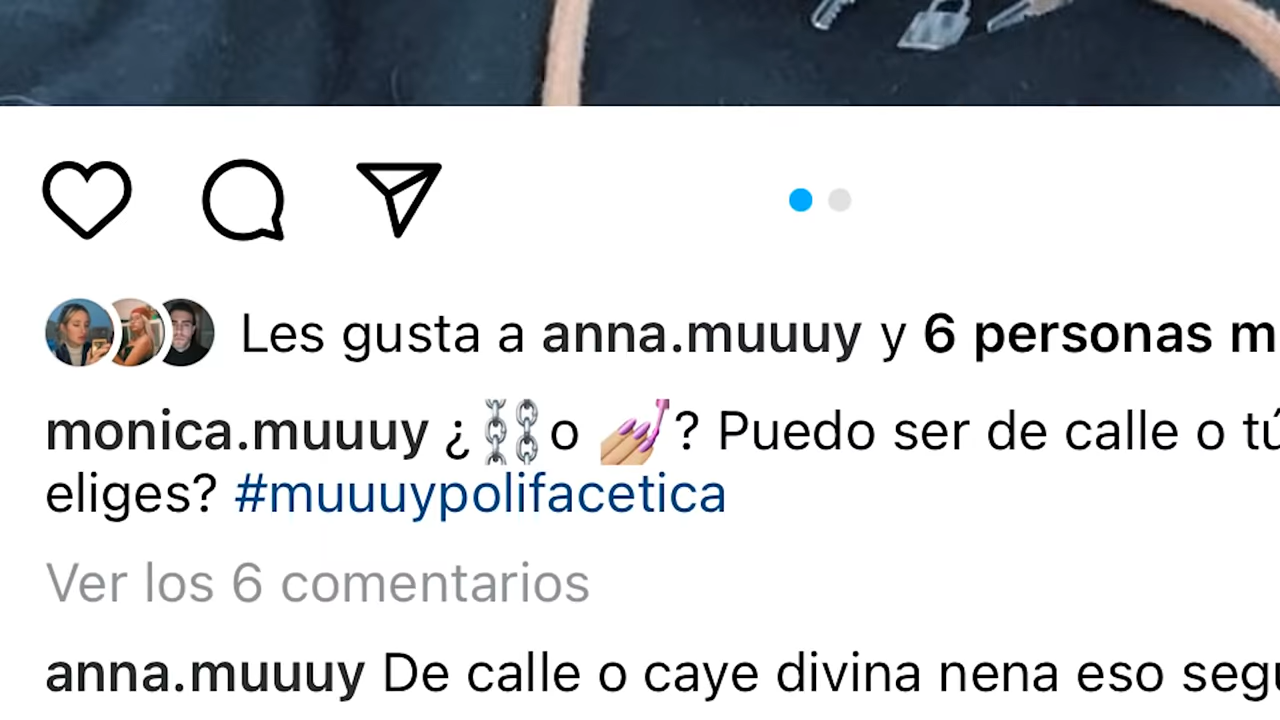 Les gusta a anna.muuuy y 6 personas m
monica.muuuy ¿⛓️o 💅🏼? Puedo ser de calle o tú
eliges? #muuuypolifacetica
Ver los 6 comentarios
anna.muuuy De calle o caye divina nena eso segu